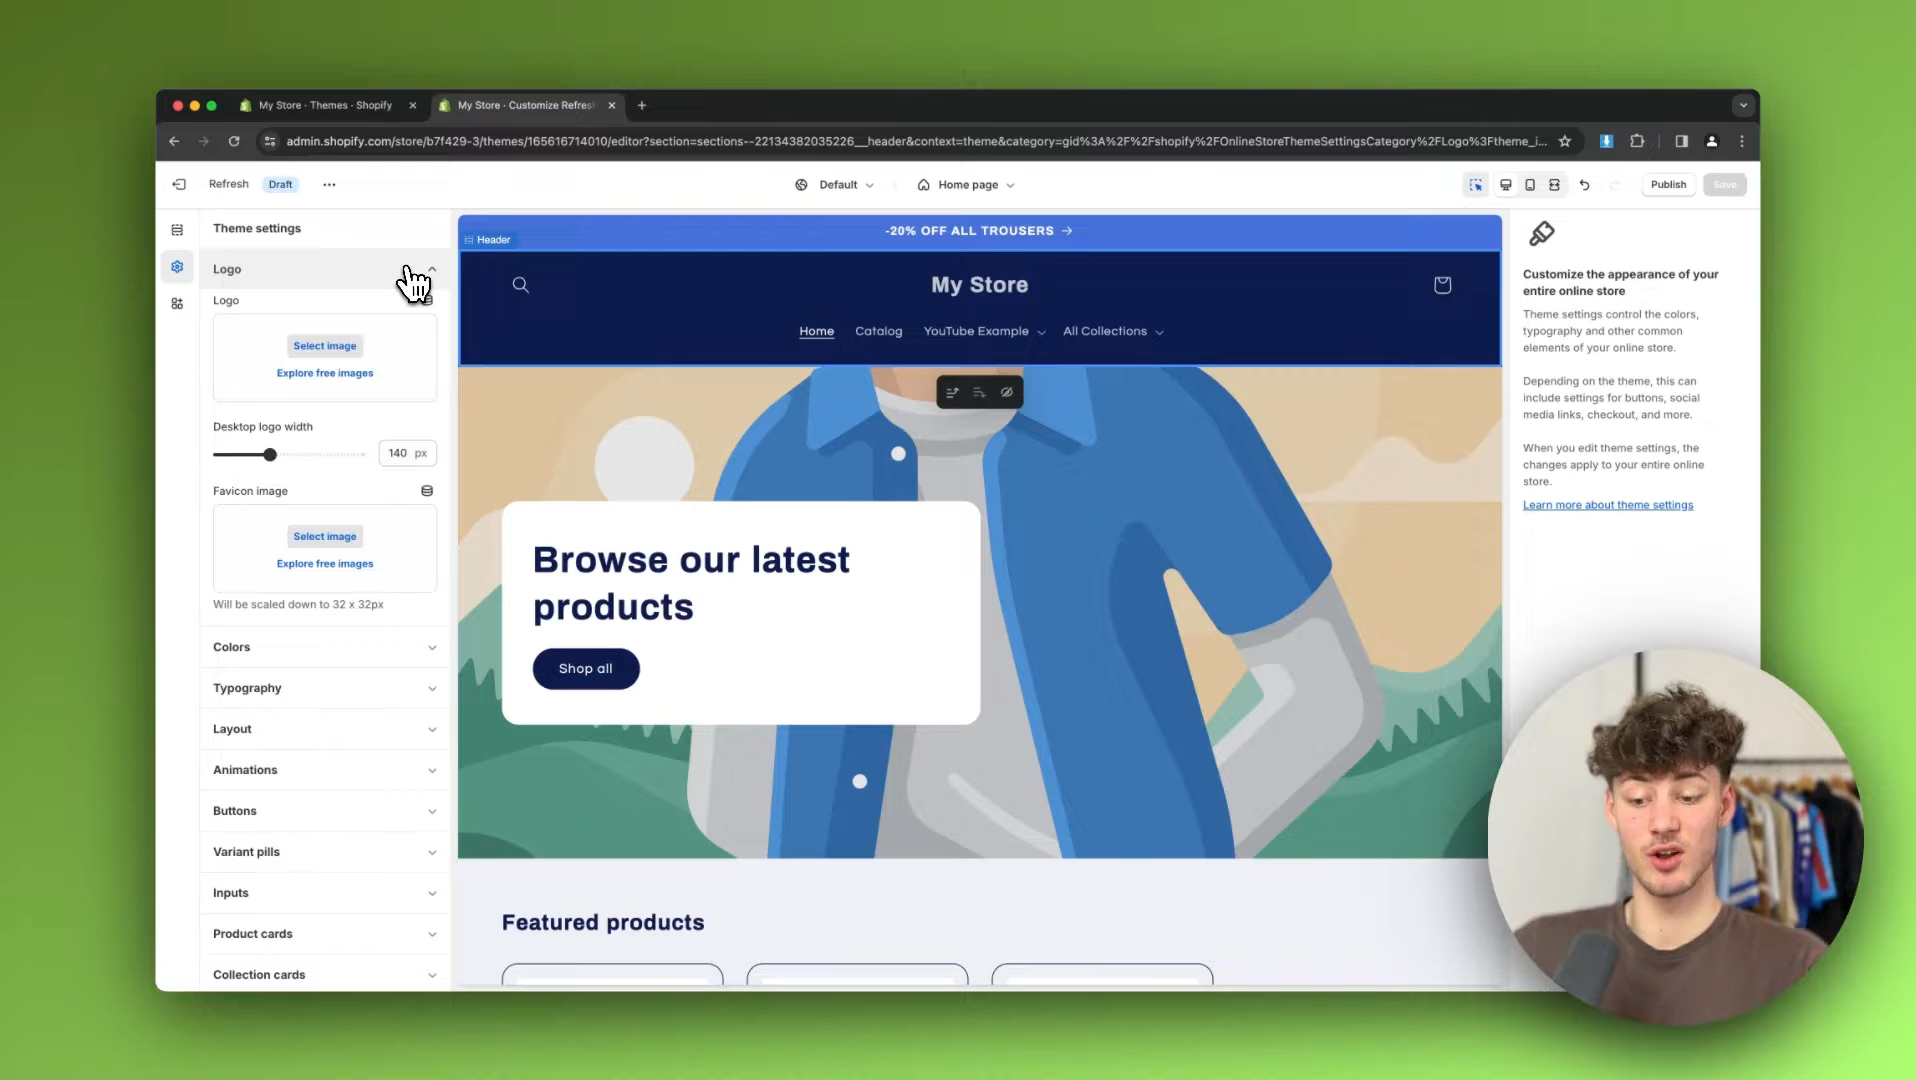 My Store · Themes · Shopify
My Store · Customize Refres
admin.shopify.com/store/b7f429-3/themes/165616714010/editor?section=sections--22134382035226__header&context=theme&category=gid%3A%2F%2Fshopify%2FOnlineStoreThemeSettingsCategory%2FLogo%3Ftheme_i...
Refresh
Draft
Default
Home page
Publish
Save
Theme settings
Logo
Logo
Select image
Explore free images
Desktop logo width
140 px
Favicon image
Select image
Explore free images
Will be scaled down to 32 x 32px
Colors
Typography
Layout
Animations
Buttons
Variant pills
Inputs
Product cards
Collection cards
-20% OFF ALL TROUSERS →
Header
My Store
Home
Catalog
YouTube Example
All Collections
Browse our latest
products
Shop all
Featured products
Customize the appearance of your
entire online store
Theme settings control the colors,
typography and other common
elements of your online store.
Depending on the theme, this can
include settings for buttons, social
media links, checkout, and more.
When you edit theme settings, the
changes apply to your entire online
store.
Learn more about theme settings